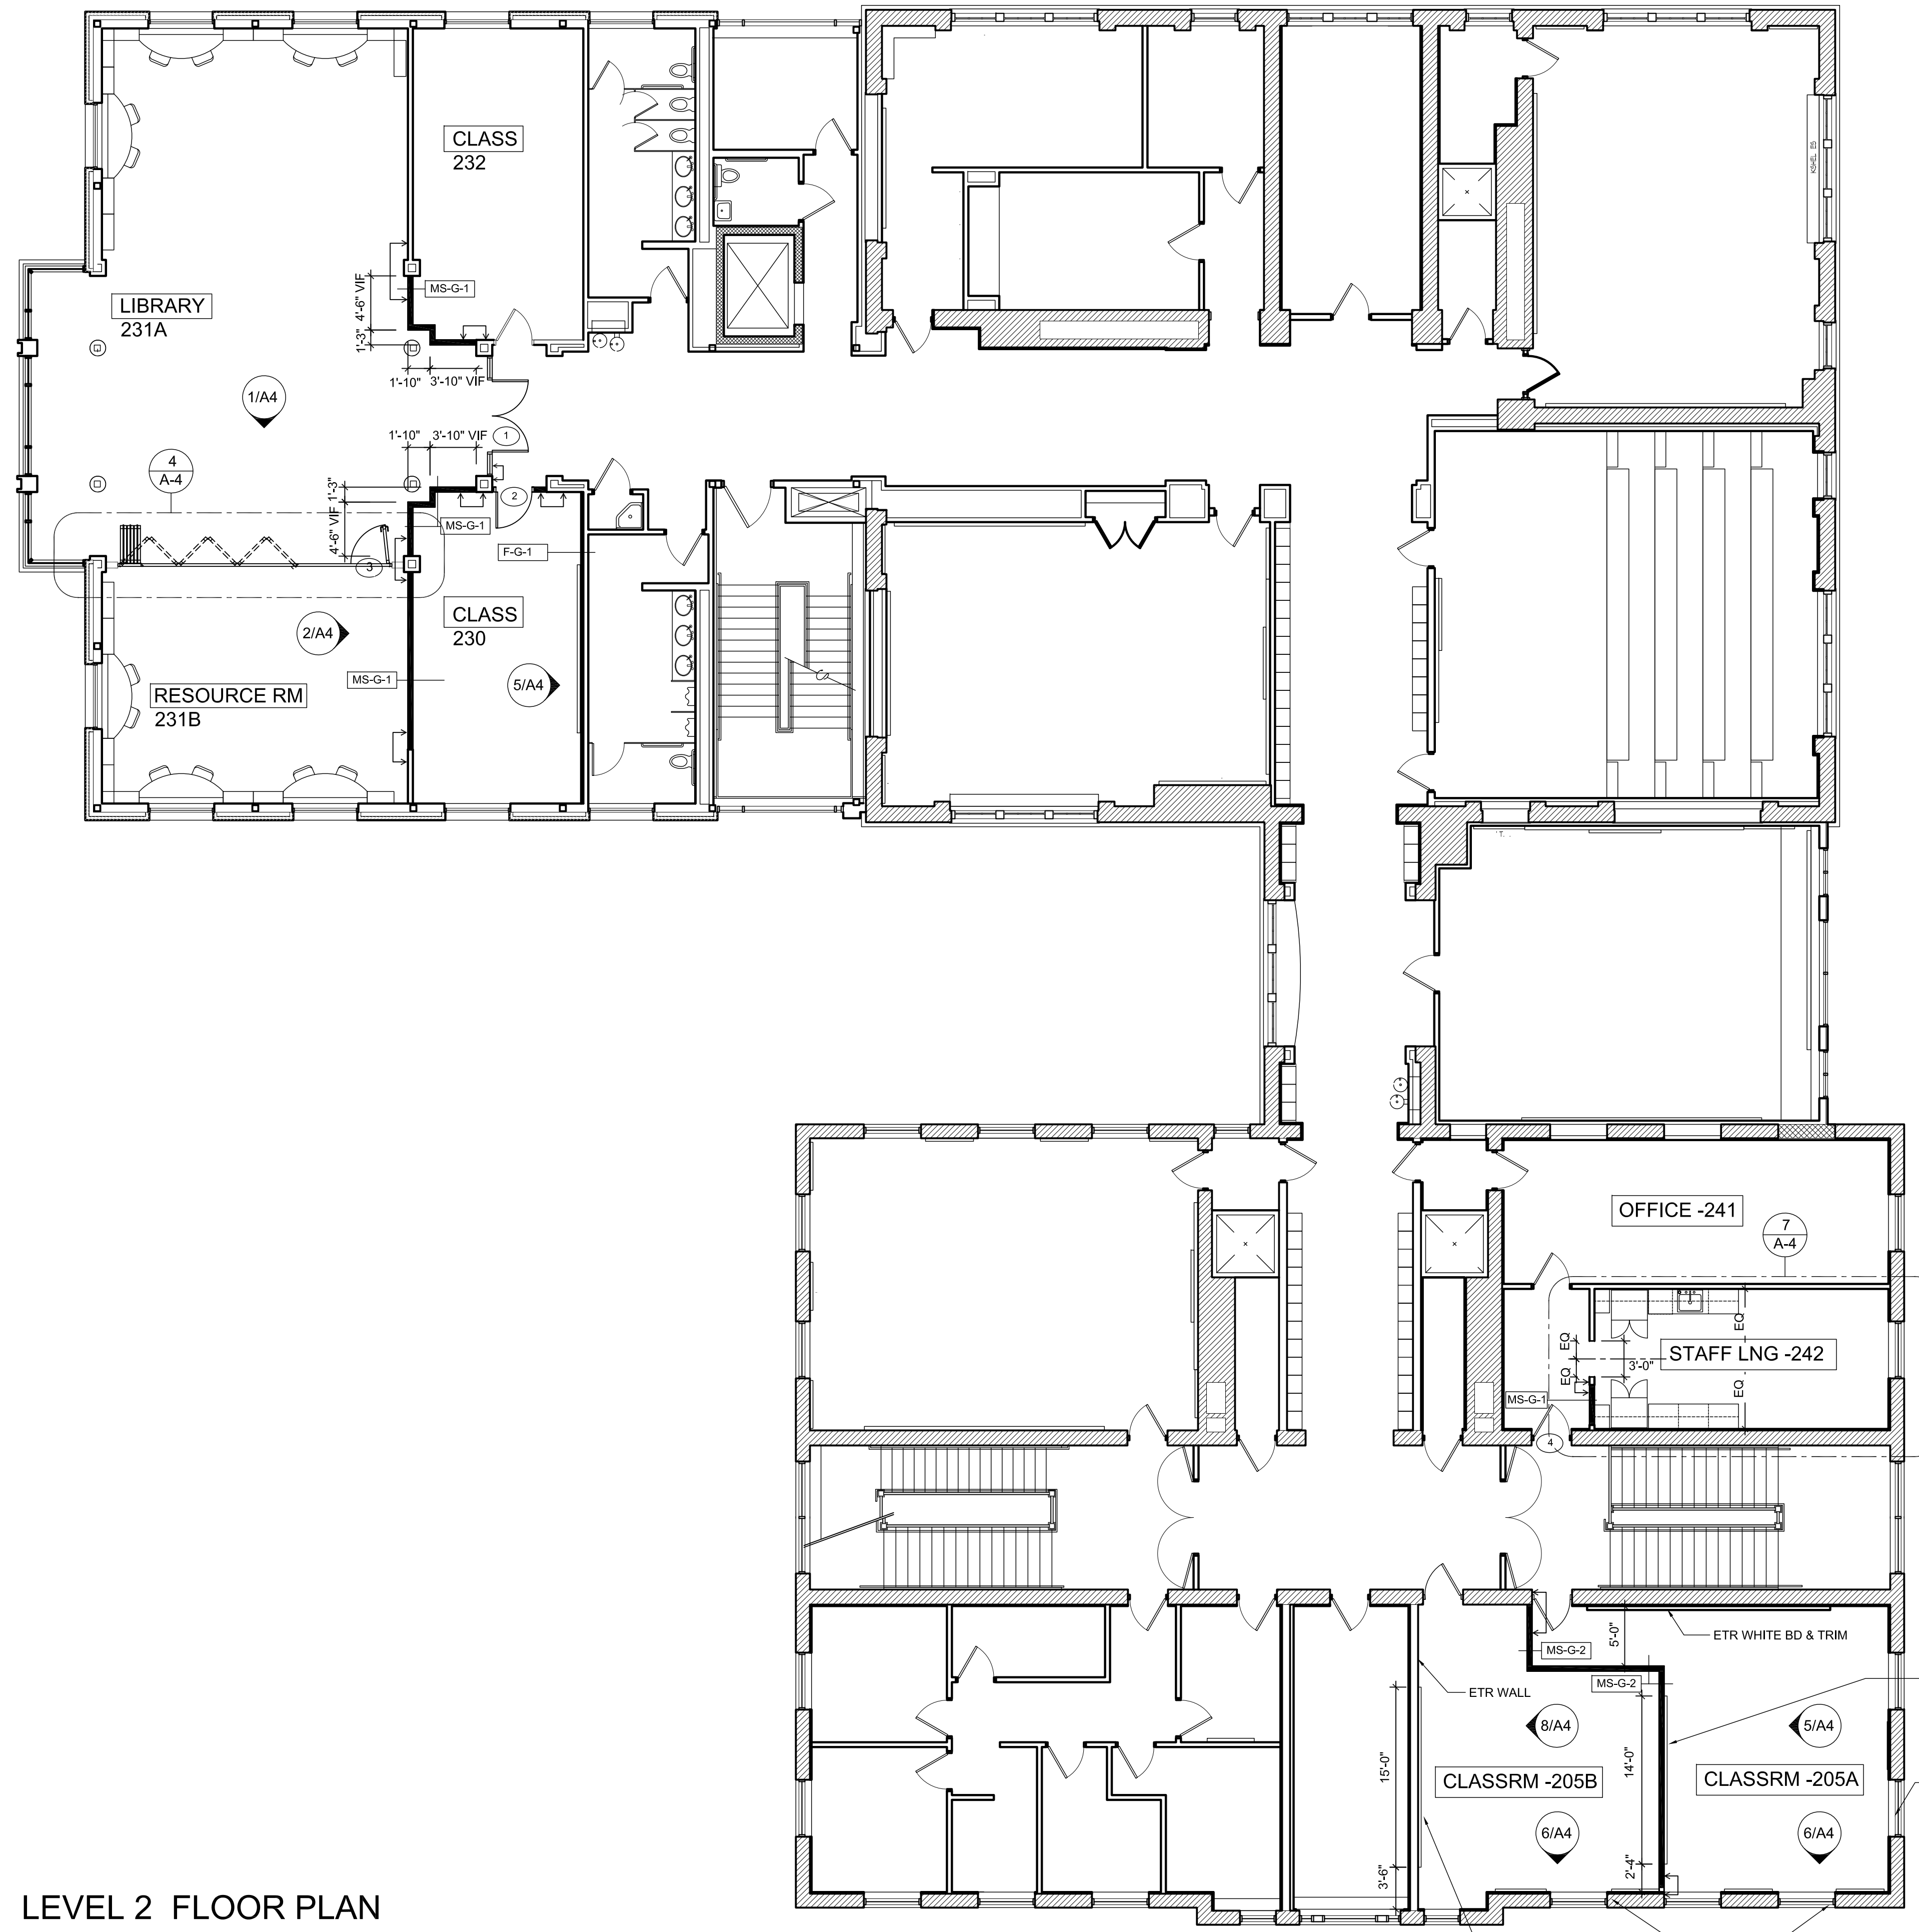 CLASS
232
MS-G-1
4'-6" VIF
1'-3"
LIBRARY
231A
1'-10"
3'-10" VIF
1/A4
1'-10"
3'-10" VIF
1
4
A-4
1'-3"
4'-6" VIF
2
MS-G-1
F-G-1
3
CLASS
230
2/A4
MS-G-1
5/A4
RESOURCE RM
231B
OFFICE -241
7
A-4
EQ
EQ
STAFF LNG -242
3'-0"
EQ
EQ
MS-G-1
4
5'-0"
ETR WHITE BD & TRIM
MS-G-2
MS-G-2
ETR WALL
8/A4
5/A4
15'-0"
14'-0"
CLASSRM -205B
CLASSRM -205A
6/A4
6/A4
3'-6"
2'-4"
LEVEL 2 FLOOR PLAN